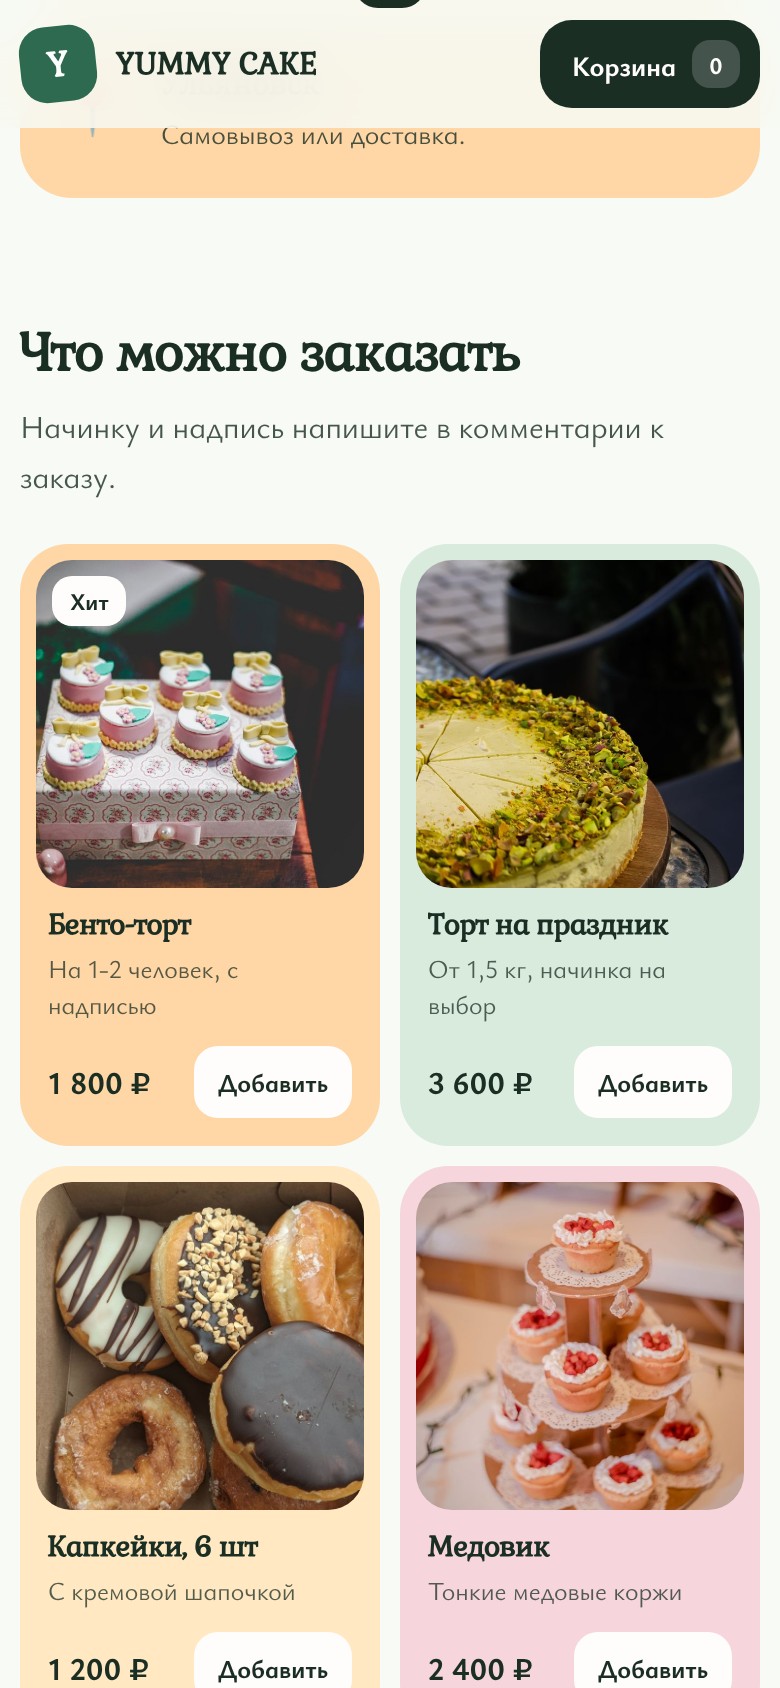 Y
YUMMY CAKE
Корзина
0
Самовывоз или доставка.
Что можно заказать
Начинку и надпись напишите в комментарии к
заказу.
Хит
Бенто-торт
На 1-2 человек, с
надписью
1 800 ₽
Добавить
Торт на праздник
От 1,5 кг, начинка на
выбор
3 600 ₽
Добавить
Капкейки, 6 шт
С кремовой шапочкой
1 200 ₽
Добавить
Медовик
Тонкие медовые коржи
2 400 ₽
Добавить